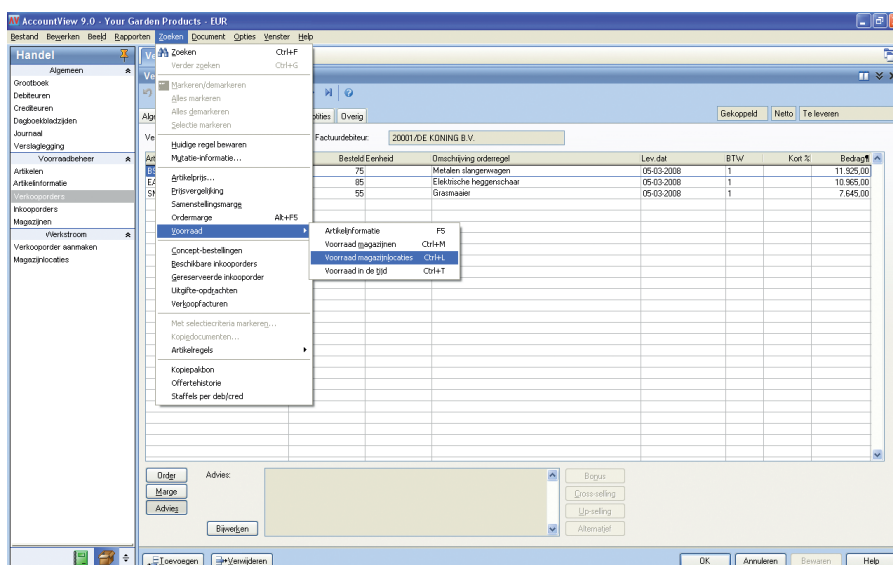 AccountView 9.0 - Your Garden Products - EUR
Bestand Bewerken Beeld Rapporten Zoeken Document Opties Venster Help
Handel
Algemeen
Grootboek
Debiteuren
Crediteuren
Dagboekbladzijden
Journaal
Verslaglegging
Voorraadbeheer
Artikelen
Artikelinformatie
Verkooporders
Inkooporders
Magazijnen
Werkstroom
Verkooporder aanmaken
Magazijnlocaties
Zoeken Ctrl+F
Verder zoeken Ctrl+G
Markeren/demarkeren
Alles markeren
Alles demarkeren
Selectie markeren
Huidige regel bewaren
Mutatie-informatie...
Artikelprijs...
Prijsvergelijking
Samenstellingsmarge
Ordermarge Alt+F5
Voorraad
Concept-bestellingen
Beschikbare inkooporders
Gereserveerde inkooporder
Uitgifte-opdrachten
Verkoopfacturen
Met selectiecriteria markeren...
Kopiedocumenten...
Artikelregels
Kopiepakbon
Offertehistorie
Staffels per deb/cred
Artikelinformatie F5
Voorraad magazijnen Ctrl+M
Voorraad magazijnlocaties Ctrl+L
Voorraad in de tijd Ctrl+T
Overig
Gekoppeld Netto Te leveren
Factuurdebiteur: 20001/DE KONING B.V.
Besteld Eenheid Omschrijving orderregel Lev.dat BTW Kort % Bedrag¶
75 Metalen slangenwagen 05-03-2008 1 11.925,00
85 Elektrische heggenschaar 05-03-2008 1 10.965,00
55 Grasmaaier 05-03-2008 1 7.645,00
Order Advies: Bonus
Marge Cross-selling
Advies Up-selling
Bijwerken Alternatief
Toevoegen Verwijderen OK Annuleren Bewaren Help